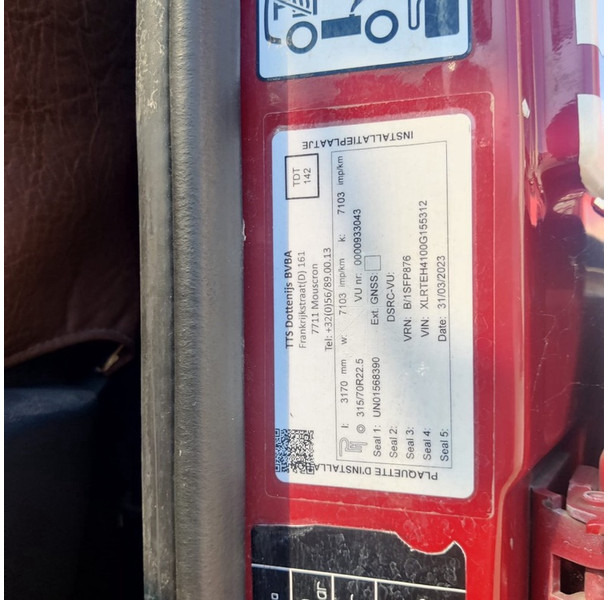 INSTALLATIEPLAATJE
TDT
142
TTS Dottenijs BVBA
Frankrijkstraat(D) 161
7711 Mouscron
Tel: +32(0)56/89.00.13
l: 3170 mm w: 7103 imp/km k: 7103 imp/km
315/70R22.5 VU nr: 0000933043
Seal 1: UN01568390 Ext. GNSS:
Seal 2: DSRC-VU:
Seal 3: VRN: B/1SFP876
Seal 4 VIN: XLRTEH4100G155312
Seal 5: Date: 31/03/2023
PLAQUETTE D'INSTALLA